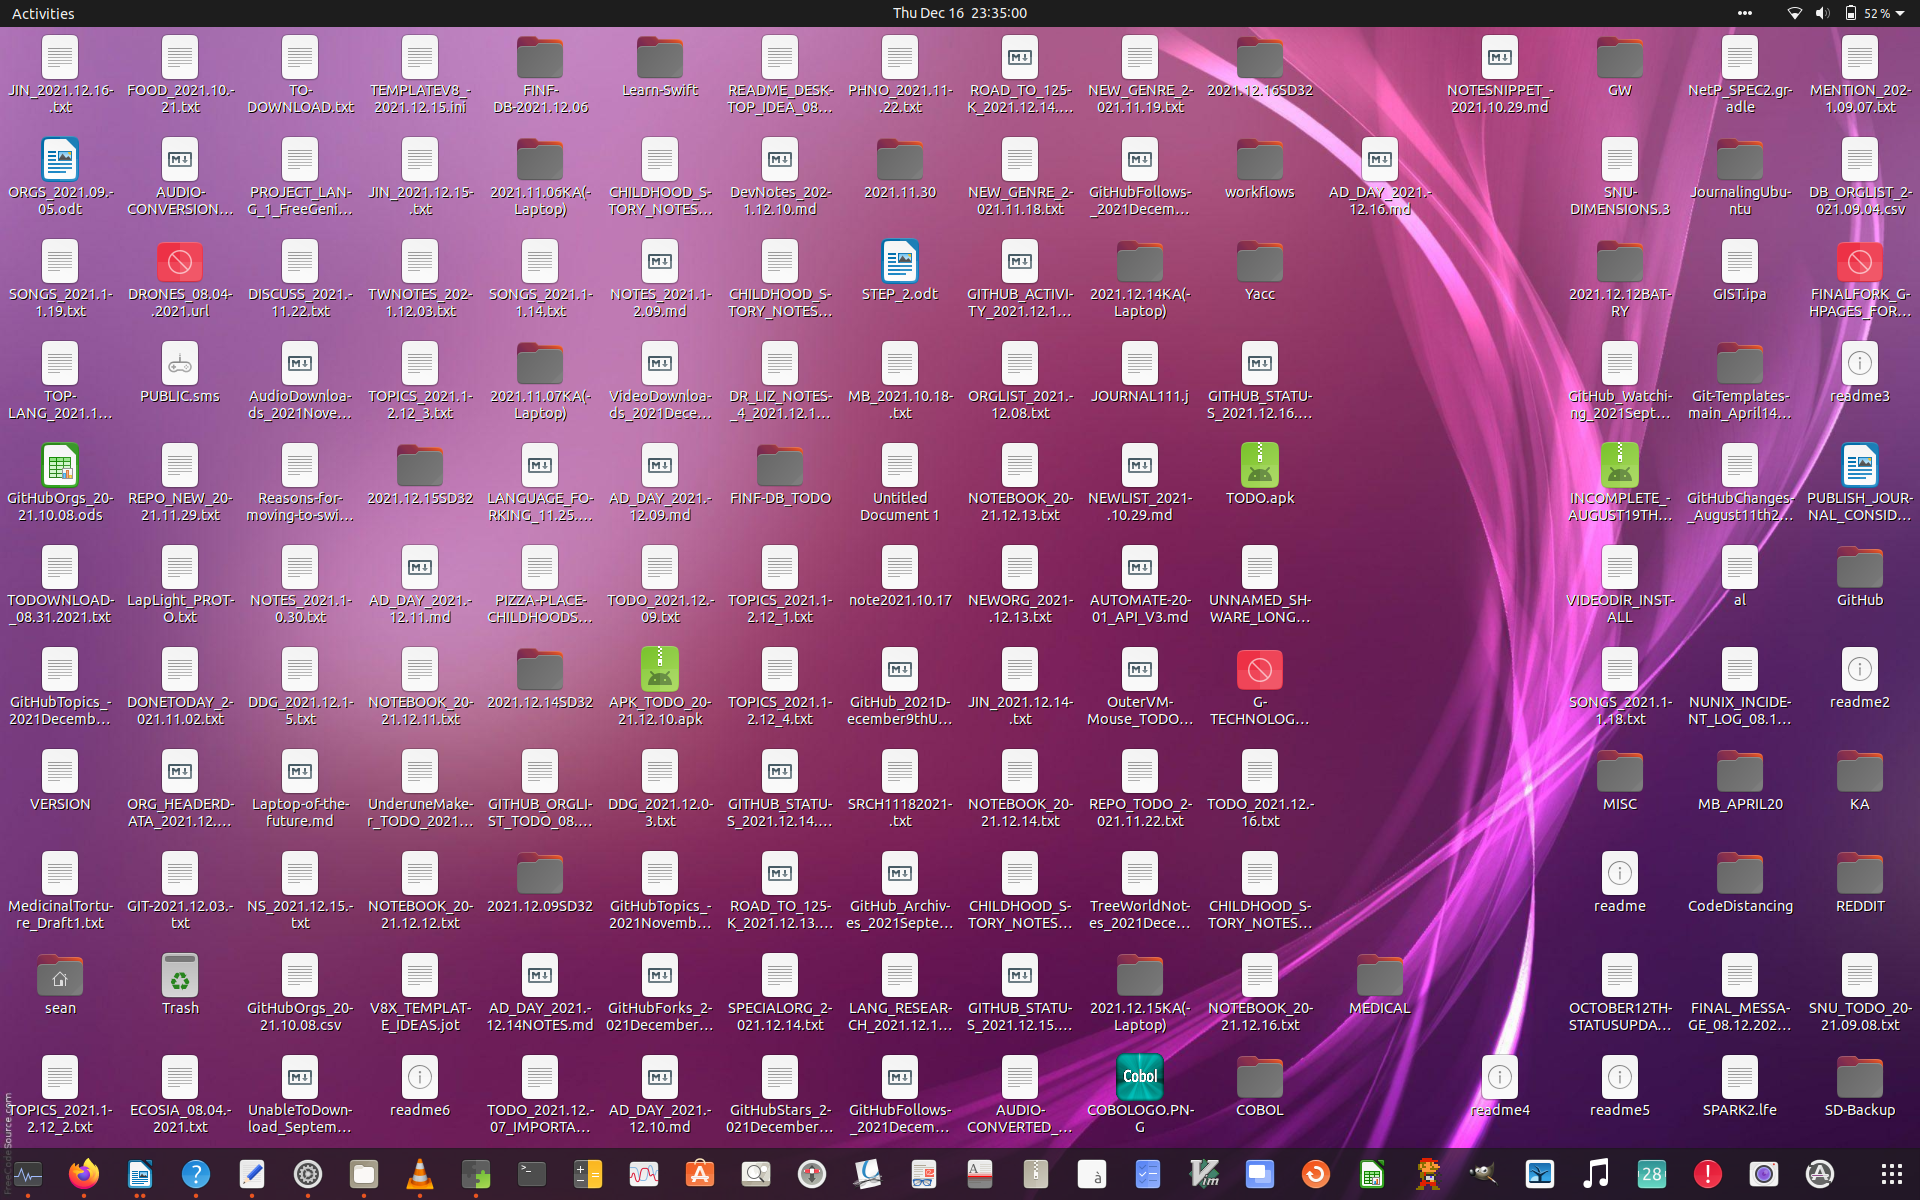 Activities
Thu Dec 16 23:35:00
52 %
JIN_2021.12.16-
.txt
FOOD_2021.10.-
21.txt
TO-
DOWNLOAD.txt
TEMPLATEV8_-
2021.12.15.ini
FINF-
DB-2021.12.06
Learn-Swift
README_DESK-
TOP_IDEA_08...
PHNO_2021.11-
.22.txt
ROAD_TO_125-
K_2021.12.14....
NEW_GENRE_2-
021.11.19.txt
2021.12.16SD32
NOTESNIPPET_-
2021.10.29.md
GW
NetP_SPEC2.gr-
adle
MENTION_202-
1.09.07.txt
ORGS_2021.09.-
05.odt
AUDIO-
CONVERSION...
PROJECT_LAN-
G_1_FreeGeni...
JIN_2021.12.15-
.txt
2021.11.06KA(-
Laptop)
CHILDHOOD_S-
TORY_NOTES...
DevNotes_202-
1.12.10.md
2021.11.30
NEW_GENRE_2-
021.11.18.txt
GitHubFollows-
_2021Decem...
workflows
AD_DAY_2021.-
12.16.md
SNU-
DIMENSIONS.3
JournalingUbu-
ntu
DB_ORGLIST_2-
021.09.04.csv
SONGS_2021.1-
1.19.txt
DRONES_08.04-
.2021.url
DISCUSS_2021.-
11.22.txt
TWNOTES_202-
1.12.03.txt
SONGS_2021.1-
1.14.txt
NOTES_2021.1-
2.09.md
CHILDHOOD_S-
TORY_NOTES...
STEP_2.odt
GITHUB_ACTIVI-
TY_2021.12.1...
2021.12.14KA(-
Laptop)
Yacc
2021.12.12BAT-
RY
GIST.ipa
FINALFORK_G-
HPAGES_FOR...
TOP-
LANG_2021.1...
PUBLIC.sms
AudioDownloa-
ds_2021Nove...
TOPICS_2021.1-
2.12_3.txt
2021.11.07KA(-
Laptop)
VideoDownloa-
ds_2021Dece...
DR_LIZ_NOTES-
4_2021.12.1...
MB_2021.10.18-
.txt
ORGLIST_2021.-
12.08.txt
JOURNAL111.j
GITHUB_STATU-
S_2021.12.16....
GitHub_Watchi-
ng_2021Sept...
Git-Templates-
main_April14...
readme3
GitHubOrgs_20-
21.10.08.ods
REPO_NEW_20-
21.11.29.txt
Reasons-for-
moving-to-swi...
2021.12.15SD32
LANGUAGE_FO-
RKING_11.25....
AD_DAY_2021.-
12.09.md
FINF-DB_TODO
Untitled
Document 1
NOTEBOOK_20-
21.12.13.txt
NEWLIST_2021-
.10.29.md
TODO.apk
INCOMPLETE_-
AUGUST19TH...
GitHubChanges-
_August11th2...
PUBLISH_JOUR-
NAL_CONSID...
TODOWNLOAD-
_08.31.2021.txt
LapLight_PROT-
O.txt
NOTES_2021.1-
0.30.txt
AD_DAY_2021.-
12.11.md
PIZZA-PLACE-
CHILDHOODS...
TODO_2021.12.-
09.txt
TOPICS_2021.1-
2.12_1.txt
note2021.10.17
NEWORG_2021-
.12.13.txt
AUTOMATE-20-
01_API_V3.md
UNNAMED_SH-
WARE_LONG...
VIDEODIR_INST-
ALL
al
GitHub
GitHubTopics_-
2021Decemb...
DONETODAY_2-
021.11.02.txt
DDG_2021.12.1-
5.txt
NOTEBOOK_20-
21.12.11.txt
2021.12.14SD32
APK_TODO_20-
21.12.10.apk
TOPICS_2021.1-
2.12_4.txt
GitHub_2021D-
ecember9thU...
JIN_2021.12.14-
.txt
OuterVM-
Mouse_TODO...
G-
TECHNOLOG...
SONGS_2021.1-
1.18.txt
NUNIX_INCIDE-
NT_LOG_08.1...
readme2
VERSION
ORG_HEADERD-
ATA_2021.12....
Laptop-of-the-
future.md
UnderuneMake-
r_TODO_2021...
GITHUB_ORGLI-
ST_TODO_08....
DDG_2021.12.0-
3.txt
GITHUB_STATU-
S_2021.12.14....
SRCH11182021-
.txt
NOTEBOOK_20-
21.12.14.txt
REPO_TODO_2-
021.11.22.txt
TODO_2021.12.-
16.txt
MISC
MB_APRIL20
KA
MedicinalTortu-
re_Draft1.txt
GIT-2021.12.03.-
txt
NS_2021.12.15.-
txt
NOTEBOOK_20-
21.12.12.txt
2021.12.09SD32
GitHubTopics_-
2021Novemb...
ROAD_TO_125-
K_2021.12.13....
GitHub_Archiv-
es_2021Septe...
CHILDHOOD_S-
TORY_NOTES...
TreeWorldNot-
es_2021Dece...
CHILDHOOD_S-
TORY_NOTES...
readme
CodeDistancing
REDDIT
sean
Trash
GitHubOrgs_20-
21.10.08.csv
V8X_TEMPLAT-
E_IDEAS.jot
AD_DAY_2021.-
12.14NOTES.md
GitHubForks_2-
021December...
SPECIALORG_2-
021.12.14.txt
LANG_RESEAR-
CH_2021.12.1...
GITHUB_STATU-
S_2021.12.15....
2021.12.15KA(-
Laptop)
NOTEBOOK_20-
21.12.16.txt
MEDICAL
OCTOBER12TH-
STATUSUPDA...
FINAL_MESSA-
GE_08.12.202...
SNU_TODO_20-
21.09.08.txt
TOPICS_2021.1-
2.12_2.txt
ECOSIA_08.04.-
2021.txt
UnableToDown-
load_Septem...
readme6
TODO_2021.12.-
07_IMPORTA...
AD_DAY_2021.-
12.10.md
GitHubStars_2-
021December...
GitHubFollows-
_2021Decem...
AUDIO-
CONVERTED_...
Cobol
COBOLOGO.PN-
G
COBOL
readme4
readme5
SPARK2.lfe
SD-Backup
FreeCodeSource.com
28